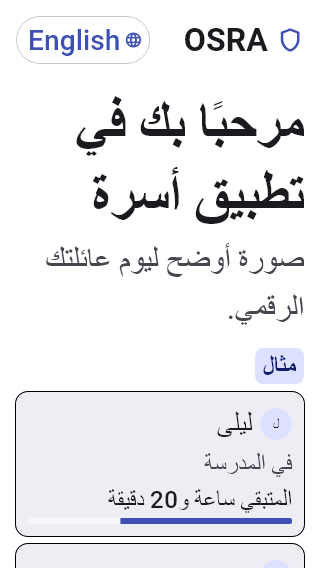 OSRA
English
مرحبًا بك في
تطبيق أسرة
صورة أوضح ليوم عائلتك
الرقمي.
مثال
ل
ليلى
في المدرسة
المتبقي ساعة و20 دقيقة